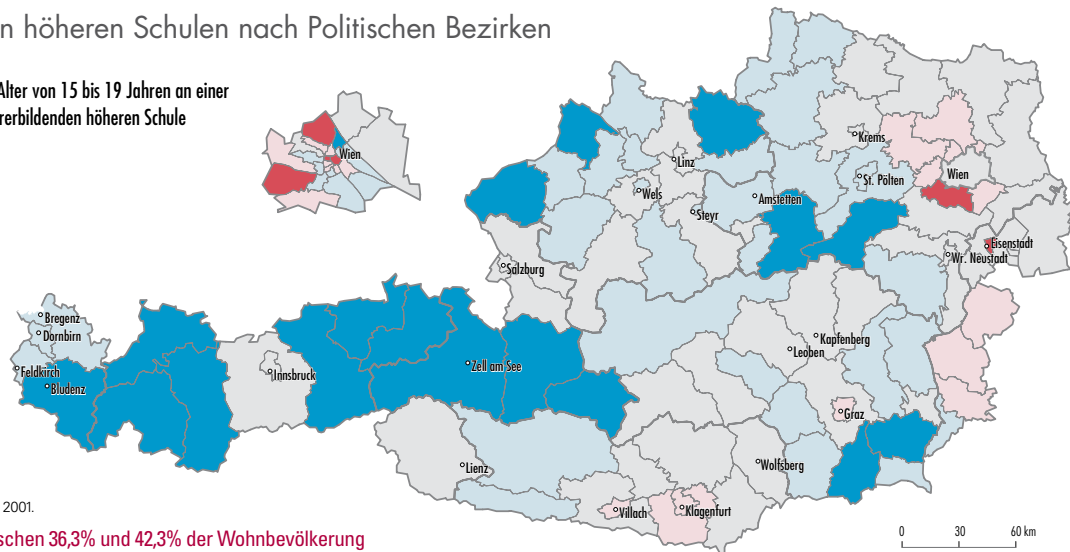 n höheren Schulen nach Politischen Bezirken
Alter von 15 bis 19 Jahren an einer
rerbildenden höheren Schule
Wien
Krems
Linz
Wien
St. Pölten
Wels
Amstetten
Steyr
Eisenstadt
Wr. Neustadt
Salzburg
Bregenz
Dornbirn
Kapfenberg
Leoben
Zell am See
Feldkirch
Innsbruck
Bludenz
Graz
Lienz
Wolfsberg
2001.
Villach
Klagenfurt
0 30 60 km
schen 36,3% und 42,3% der Wohnbevölkerung